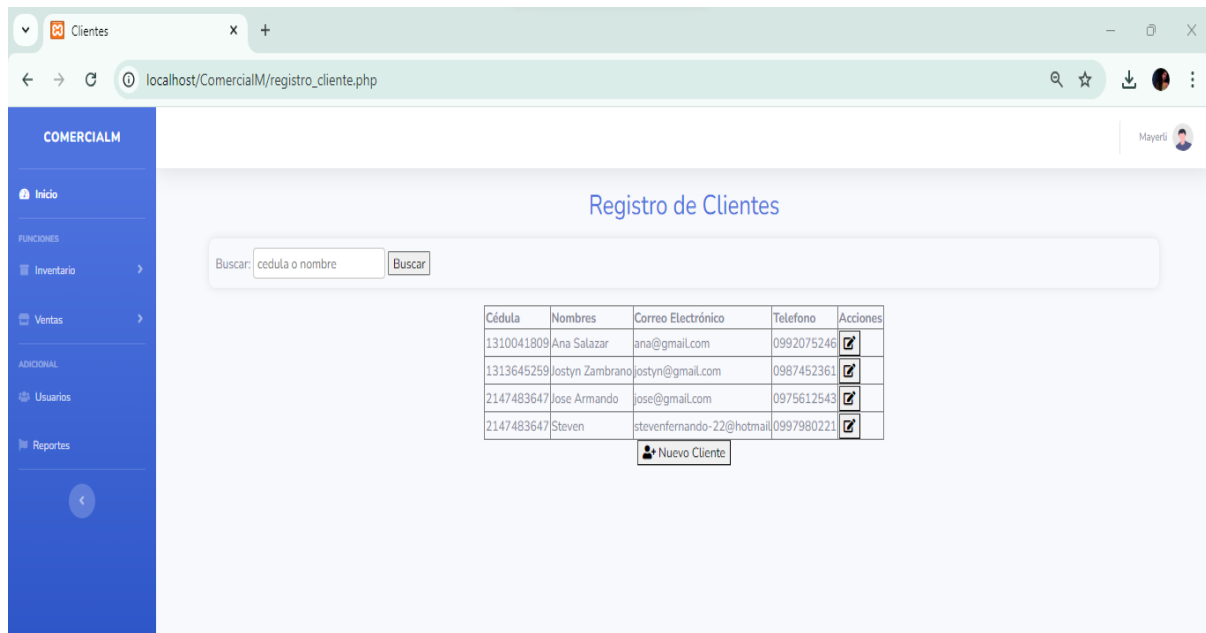 Clientes
localhost/ComercialM/registro_cliente.php
COMERCIALM
Mayerli
Inicio
FUNCIONES
Inventario
Ventas
ADICIONAL
Usuarios
Reportes
Registro de Clientes
Buscar: cedula o nombre Buscar
Cédula Nombres Correo Electrónico Telefono Acciones
1310041809 Ana Salazar ana@gmail.com 0992075246
1313645259 Jostyn Zambrano jostyn@gmail.com 0987452361
2147483647 Jose Armando jose@gmail.com 0975612543
2147483647 Steven stevenfernando-22@hotmail 0997980221
Nuevo Cliente